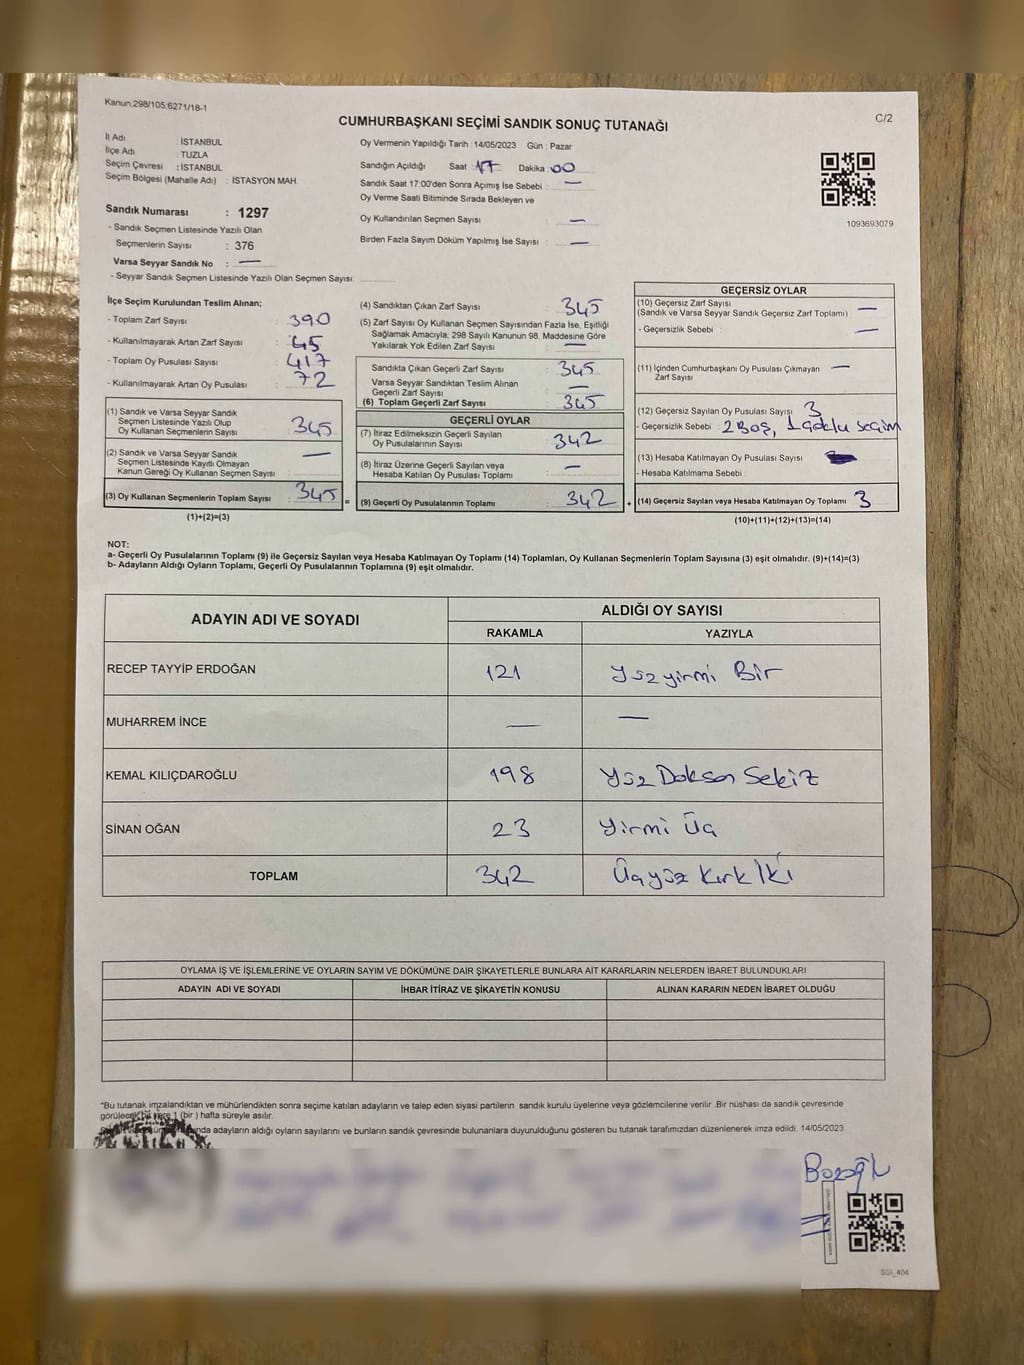 Kanun,298/105;6271/18-1
C/2
CUMHURBAŞKANI SEÇİMİ SANDIK SONUÇ TUTANAĞI
İl Adı : İSTANBUL
İlçe Adı : TUZLA
Seçim Çevresi : İSTANBUL
Seçim Bölgesi (Mahalle Adı) : İSTASYON MAH.
Sandık Numarası : 1297
- Sandık Seçmen Listesinde Yazılı Olan
Seçmenlerin Sayısı : 376
Varsa Seyyar Sandık No : —
- Seyyar Sandık Seçmen Listesinde Yazılı Olan Seçmen Sayısı:
Oy Vermenin Yapıldığı Tarih : 14/05/2023 Gün : Pazar
Sandığın Açıldığı Saat : 17 Dakika : 00
Sandık Saat 17:00'den Sonra Açımış İse Sebebi : —
Oy Verme Saati Bitiminde Sırada Bekleyen ve
Oy Kullandırılan Seçmen Sayısı : —
Birden Fazla Sayım Döküm Yapılmış İse Sayısı : —
1093693079
İlçe Seçim Kurulundan Teslim Alınan;
- Toplam Zarf Sayısı : 390
- Kullanılmayarak Artan Zarf Sayısı : 45
- Toplam Oy Pusulası Sayısı : 417
- Kullanılmayarak Artan Oy Pusulası : 72
(1) Sandık ve Varsa Seyyar Sandık
Seçmen Listesinde Yazılı Olup
Oy Kullanan Seçmenlerin Sayısı : 345
(2) Sandık ve Varsa Seyyar Sandık
Seçmen Listesinde Kayıtlı Olmayan
Kanun Gereği Oy Kullanan Seçmen Sayısı : —
(3) Oy Kullanan Seçmenlerin Toplam Sayısı : 345 =
(1)+(2)=(3)
(4) Sandıktan Çıkan Zarf Sayısı : 345
(5) Zarf Sayısı Oy Kullanan Seçmen Sayısından Fazla İse, Eşitliği
Sağlamak Amacıyla; 298 Sayılı Kanunun 98. Maddesine Göre
Yakılarak Yok Edilen Zarf Sayısı : —
Sandıkta Çıkan Geçerli Zarf Sayısı : 345
Varsa Seyyar Sandıktan Teslim Alınan
Geçerli Zarf Sayısı : —
(6) Toplam Geçerli Zarf Sayısı : 345
GEÇERLİ OYLAR
(7) İtiraz Edilmeksizin Geçerli Sayılan
Oy Pusulalarının Sayısı : 342
(8) İtiraz Üzerine Geçerli Sayılan veya
Hesaba Katılan Oy Pusulaları Toplamı : —
(9) Geçerli Oy Pusulalarının Toplamı : 342 +
GEÇERSİZ OYLAR
(10) Geçersiz Zarf Sayısı
(Sandık ve Varsa Seyyar Sandık Geçersiz Zarf Toplamı) : —
- Geçersizlik Sebebi : —
(11) İçinden Cumhurbaşkanı Oy Pusulası Çıkmayan
Zarf Sayısı : —
(12) Geçersiz Sayılan Oy Pusulası Sayısı : 3
- Geçersizlik Sebebi : 2 Boş, 1 çoklu seçim
(13) Hesaba Katılmayan Oy Pusulası Sayısı :
- Hesaba Katılmama Sebebi :
(14) Geçersiz Sayılan veya Hesaba Katılmayan Oy Toplamı : 3
(10)+(11)+(12)+(13)=(14)
NOT:
a- Geçerli Oy Pusulalarının Toplamı (9) ile Geçersiz Sayılan veya Hesaba Katılmayan Oy Toplamı (14) Toplamları, Oy Kullanan Seçmenlerin Toplam Sayısına (3) eşit olmalıdır. (9)+(14)=(3)
b- Adayların Aldığı Oyların Toplamı, Geçerli Oy Pusulalarının Toplamına (9) eşit olmalıdır.
ADAYIN ADI VE SOYADI ALDIĞI OY SAYISI
RAKAMLA YAZIYLA
RECEP TAYYİP ERDOĞAN 121 Yüz yirmi Bir
MUHARREM İNCE — —
KEMAL KILIÇDAROĞLU 198 Yüz Doksan Sekiz
SİNAN OĞAN 23 Yirmi Üç
TOPLAM 342 Üçyüz Kırk İki
OYLAMA İŞ VE İŞLEMLERİNE VE OYLARIN SAYIM VE DÖKÜMÜNE DAİR ŞİKAYETLERLE BUNLARA AİT KARARLARIN NELERDEN İBARET BULUNDUKLARI
ADAYIN ADI VE SOYADI İHBAR İTİRAZ VE ŞİKAYETİN KONUSU ALINAN KARARIN NEDEN İBARET OLDUĞU
*Bu tutanak imzalandıktan ve mühürlendikten sonra seçime katılan adayların ve talep eden siyasi partilerin sandık kurulu üyelerine veya gözlemcilerine verilir .Bir nüshası da sandık çevresinde
görülecek bir yere 1 (bir ) hafta süreyle asılır.
adayların aldığı oyların sayılarını ve bunların sandık çevresinde bulunanlara duyurulduğunu gösteren bu tutanak tarafımızdan düzenlenerek imza edildi. 14/05/2023